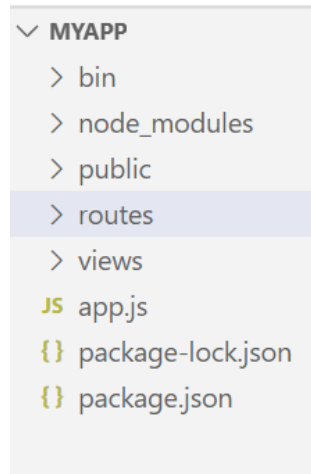 MYAPP
bin
node_modules
public
routes
views
JS app.js
{} package-lock.json
{} package.json